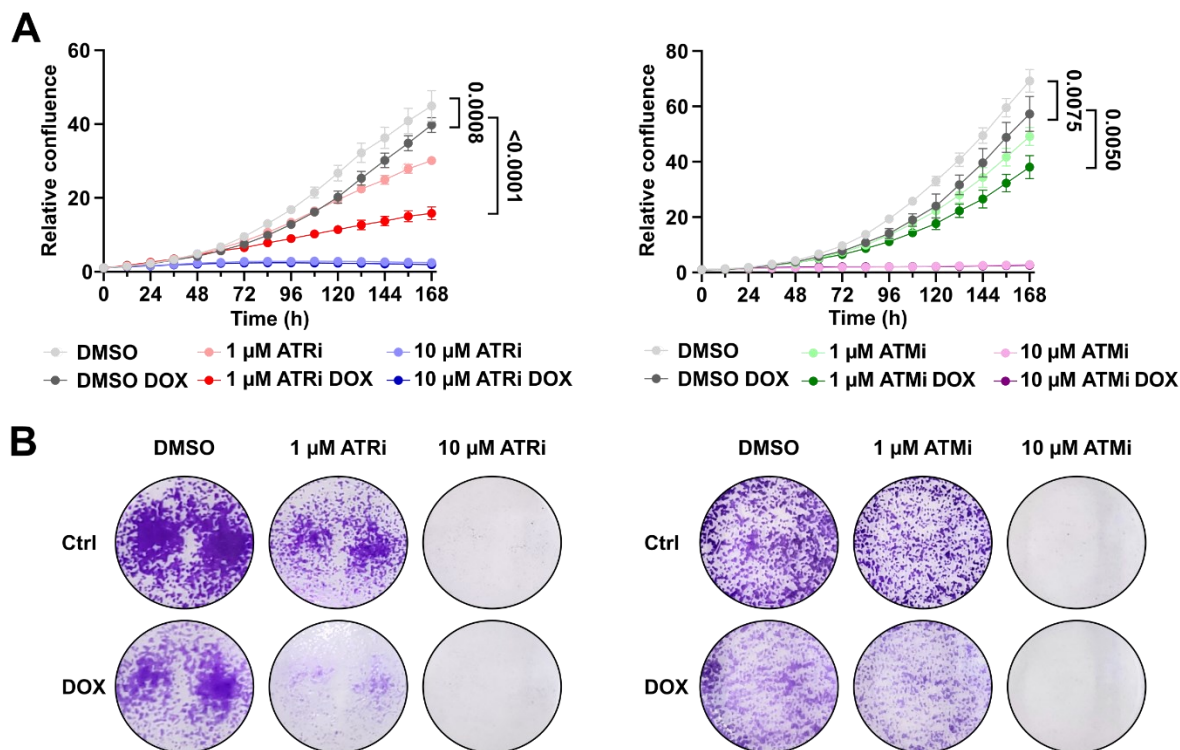 A
Relative confluence
60
40
20
0
0 24 48 72 96 120 144 168
Time (h)
0.0008
<0.0001
DMSO 1 µM ATRi 10 µM ATRi
DMSO DOX 1 µM ATRi DOX 10 µM ATRi DOX
Relative confluence
80
60
40
20
0
0 24 48 72 96 120 144 168
Time (h)
0.0075
0.0050
DMSO 1 µM ATMi 10 µM ATMi
DMSO DOX 1 µM ATMi DOX 10 µM ATMi DOX
B
DMSO 1 µM ATRi 10 µM ATRi
Ctrl
DOX
DMSO 1 µM ATMi 10 µM ATMi
Ctrl
DOX